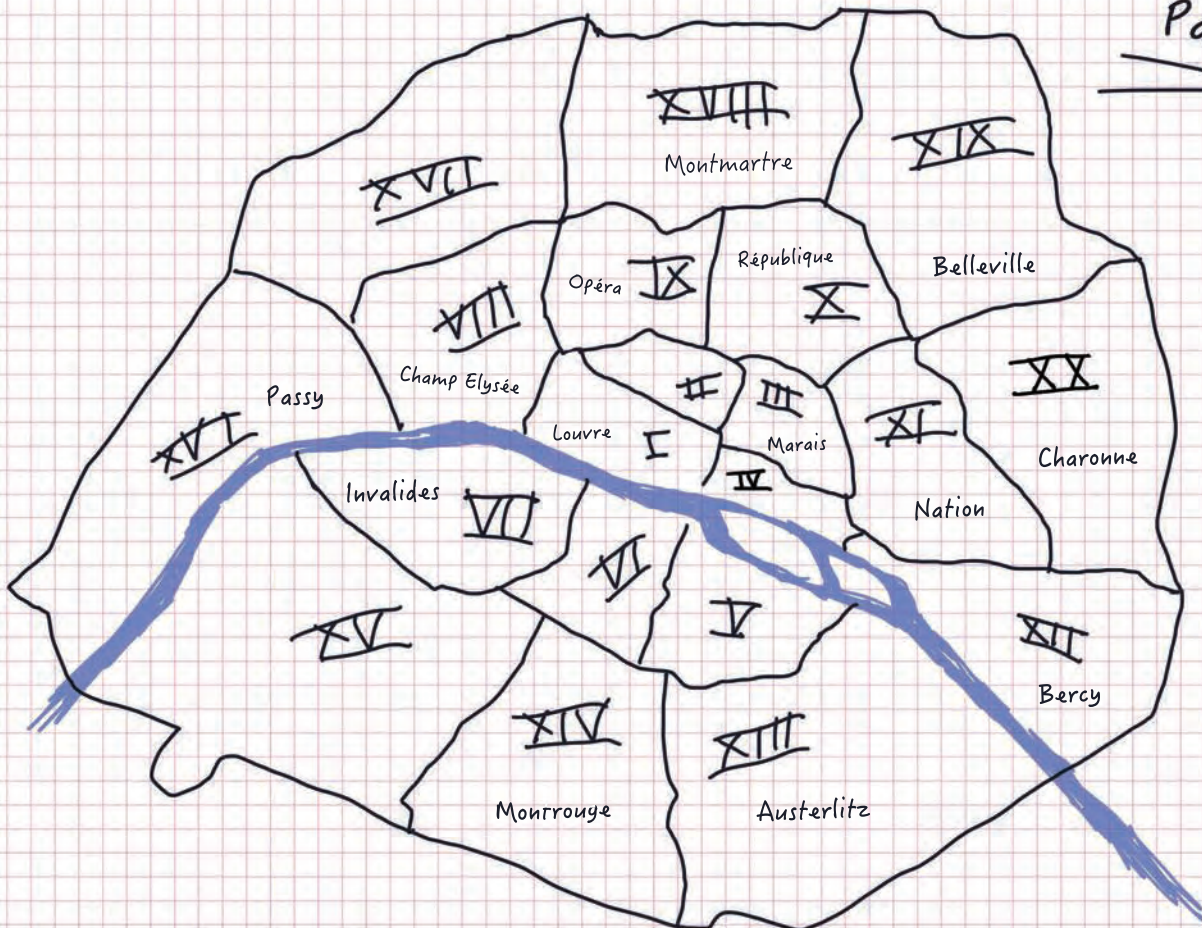 Pa
XVIII
Montmartre
XIX
XVII
Opéra IX
République
X
Belleville
VIII
Champ Elysée
Passy
XVI
II
III
XX
Louvre I
Marais
XI
Charonne
IV
Invalides
VII
Nation
VI
V
XV
XII
Bercy
XIV
XIII
Montrouge
Austerlitz